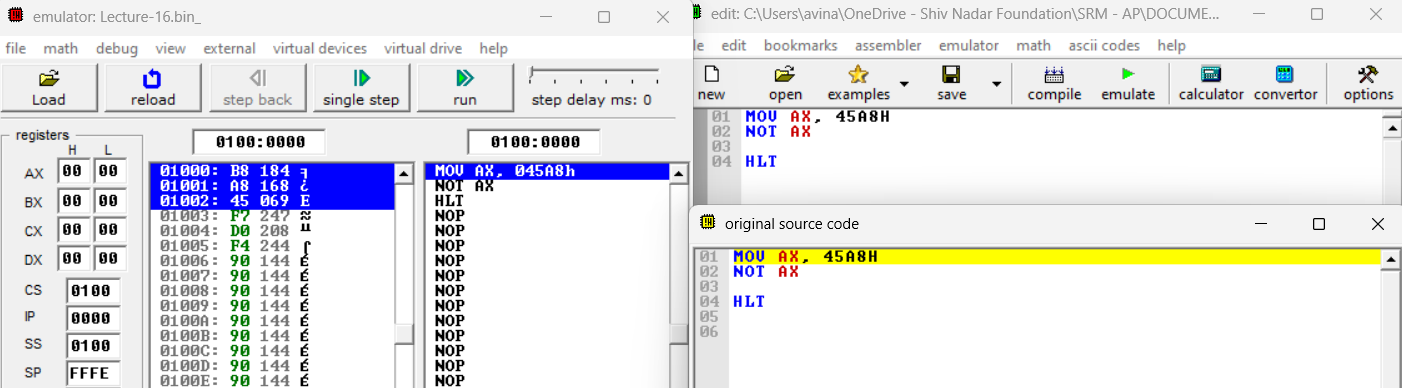 emulator: Lecture-16.bin_
file math debug view external virtual devices virtual drive help
Load reload step back single step run step delay ms: 0
registers
H L
AX 00 00
BX 00 00
CX 00 00
DX 00 00
CS 0100
IP 0000
SS 0100
SP FFFE
0100:0000
01000: B8 184 ╕
01001: A8 168 ¿
01002: 45 069 E
01003: F7 247 ≈
01004: D0 208 ╨
01005: F4 244 ⌠
01006: 90 144 É
01007: 90 144 É
01008: 90 144 É
01009: 90 144 É
0100A: 90 144 É
0100B: 90 144 É
0100C: 90 144 É
0100D: 90 144 É
0100E: 90 144 É
0100:0000
MOV AX, 045A8h
NOT AX
HLT
NOP
NOP
NOP
NOP
NOP
NOP
NOP
NOP
NOP
NOP
NOP
NOP
edit: C:\Users\avina\OneDrive - Shiv Nadar Foundation\SRM - AP\DOCUME...
le edit bookmarks assembler emulator math ascii codes help
new open examples save compile emulate calculator convertor options
01 MOV AX, 45A8H
02 NOT AX
03
04 HLT
original source code
01 MOV AX, 45A8H
02 NOT AX
03
04 HLT
05
06